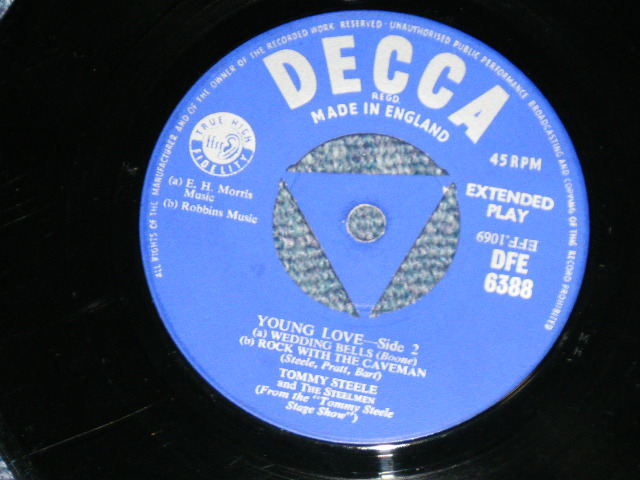 ALL RIGHTS OF THE MANUFACTURER AND OF THE OWNER OF THE RECORDED WORK RESERVED · UNAUTHORISED PUBLIC PERFORMANCE BROADCASTING AND COPYING OF THIS RECORD PROHIBITED
DECCA
REGD.
MADE IN ENGLAND
TRUE HIGH
FIDELITY
45 RPM
(a) E. H. Morris
Music
(b) Robbins Music
EXTENDED
PLAY
EFF.1069
DFE
6388
YOUNG LOVE—Side 2
(a) WEDDING BELLS (Boone)
(b) ROCK WITH THE CAVEMAN
(Steele, Pratt, Bart)
TOMMY STEELE
and THE STEELMEN
(From the "Tommy Steele
Stage Show")